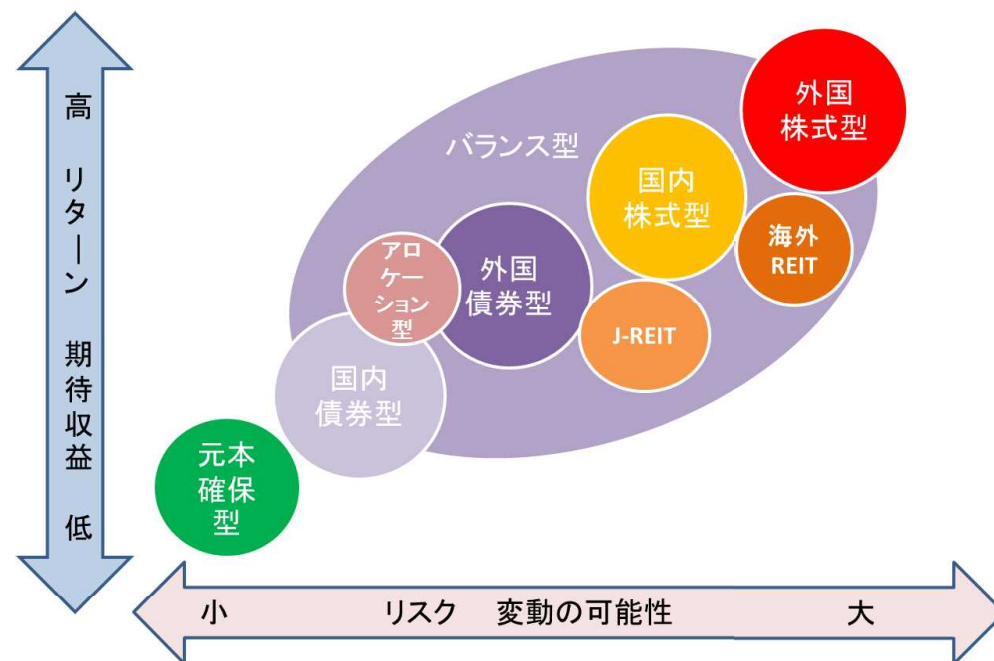 高 リターン 期待収益 低
バランス型
外国
株式型
国内
株式型
海外
REIT
アロ
ケー
ション
型
外国
債券型
J-REIT
国内
債券型
元本
確保
型
小 リスク 変動の可能性 大